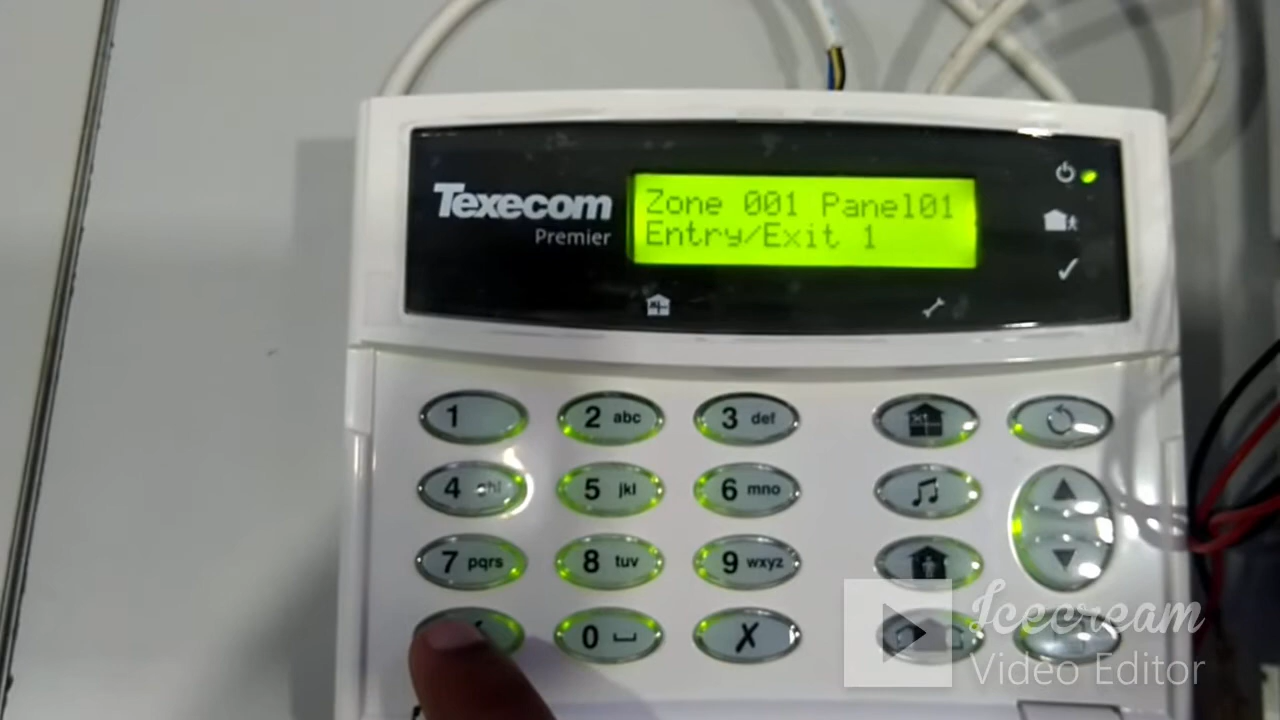 Texecom
Premier
Zone 001 Panel01
Entry/Exit 1
1
2 abc
3 def
4 ghi
5 jkl
6 mno
7 pqrs
8 tuv
9 wxyz
0
Icecream
Video Editor